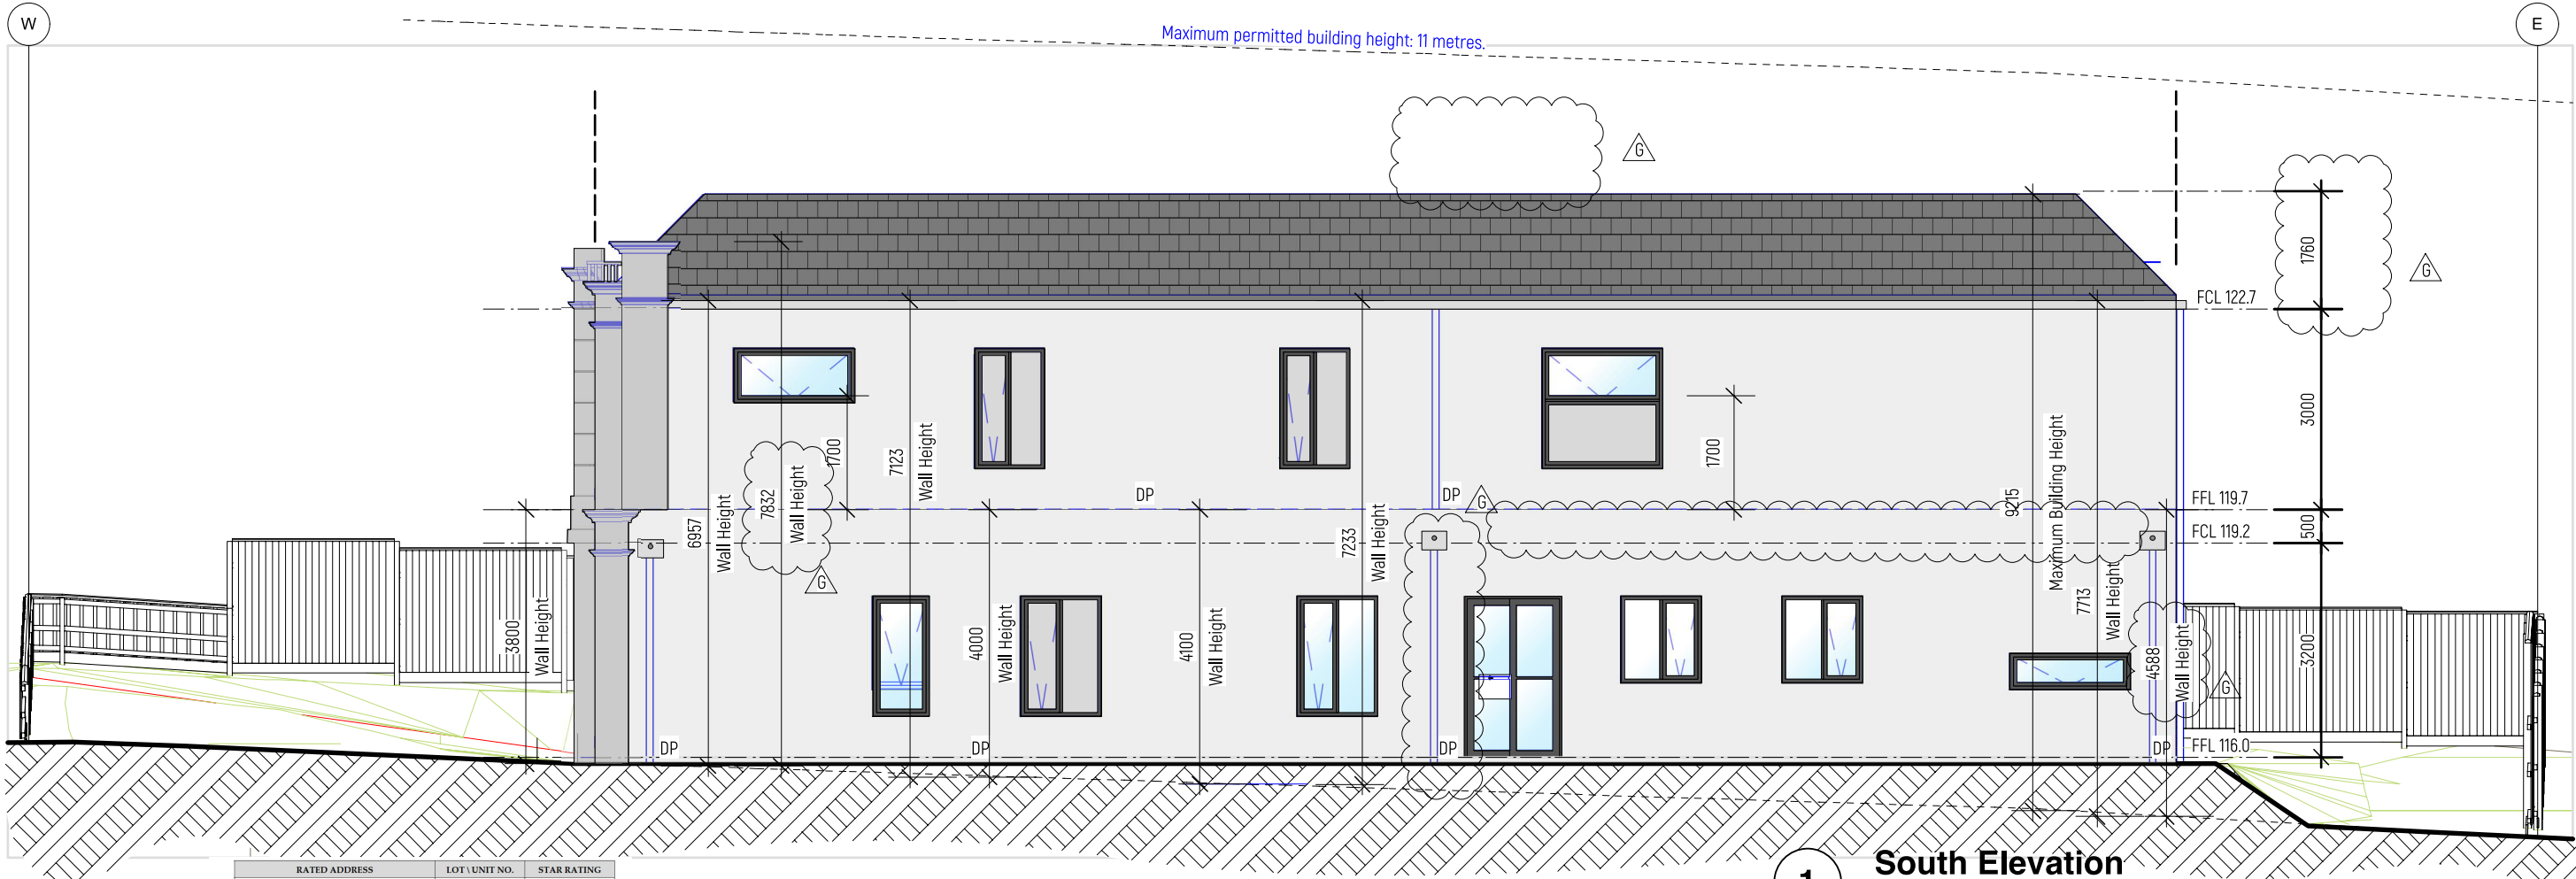 W
Maximum permitted building height: 11 metres.
E
G
G
1760
FCL 122.7
3000
1700
7123
Wall Height
1700
Maximum Building Height
9215
7832
Wall Height
6957
Wall Height
DP
DP
G
FFL 119.7
500
FCL 119.2
7233
Wall Height
G
3800
Wall Height
4000
Wall Height
4100
Wall Height
7713
Wall Height
4588
Wall Height
G
3200
DP
DP
DP
DP
FFL 116.0
1
South Elevation
RATED ADDRESS
LOT \ UNIT NO.
STAR RATING